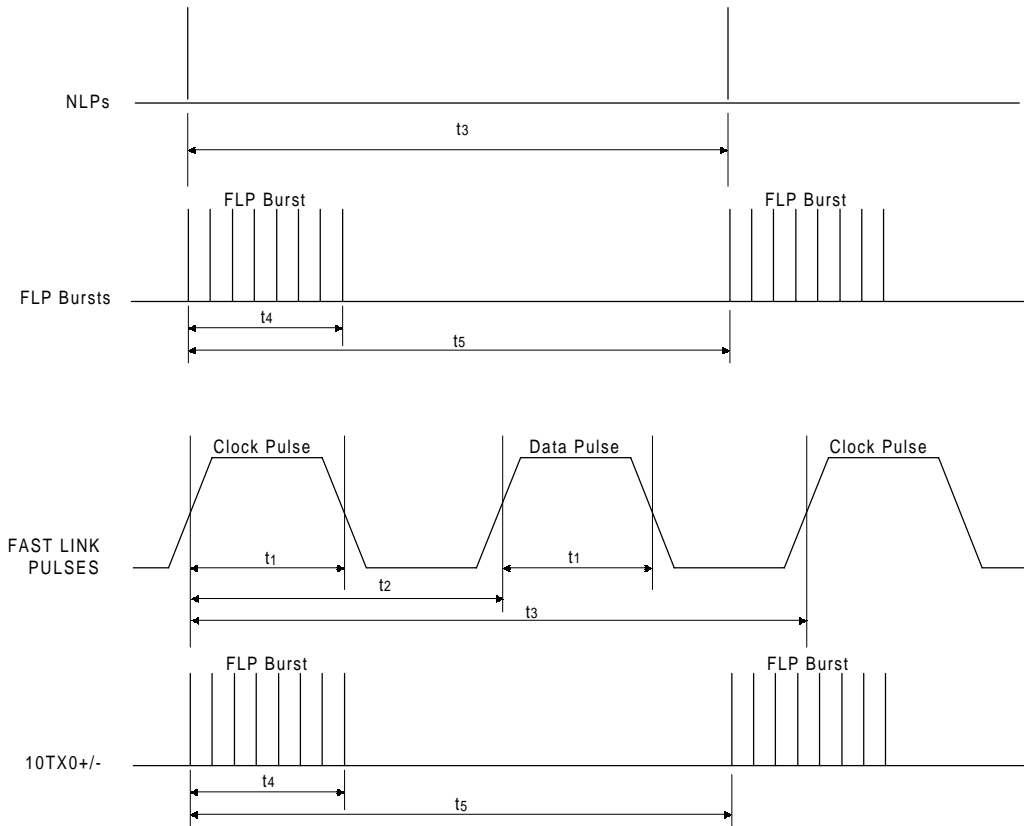 NLPs
t3
FLP Burst
FLP Burst
FLP Bursts
t4
t5
Clock Pulse
Data Pulse
Clock Pulse
FAST LINK
PULSES
t1
t1
t2
t3
FLP Burst
FLP Burst
10TX0+/-
t4
t5